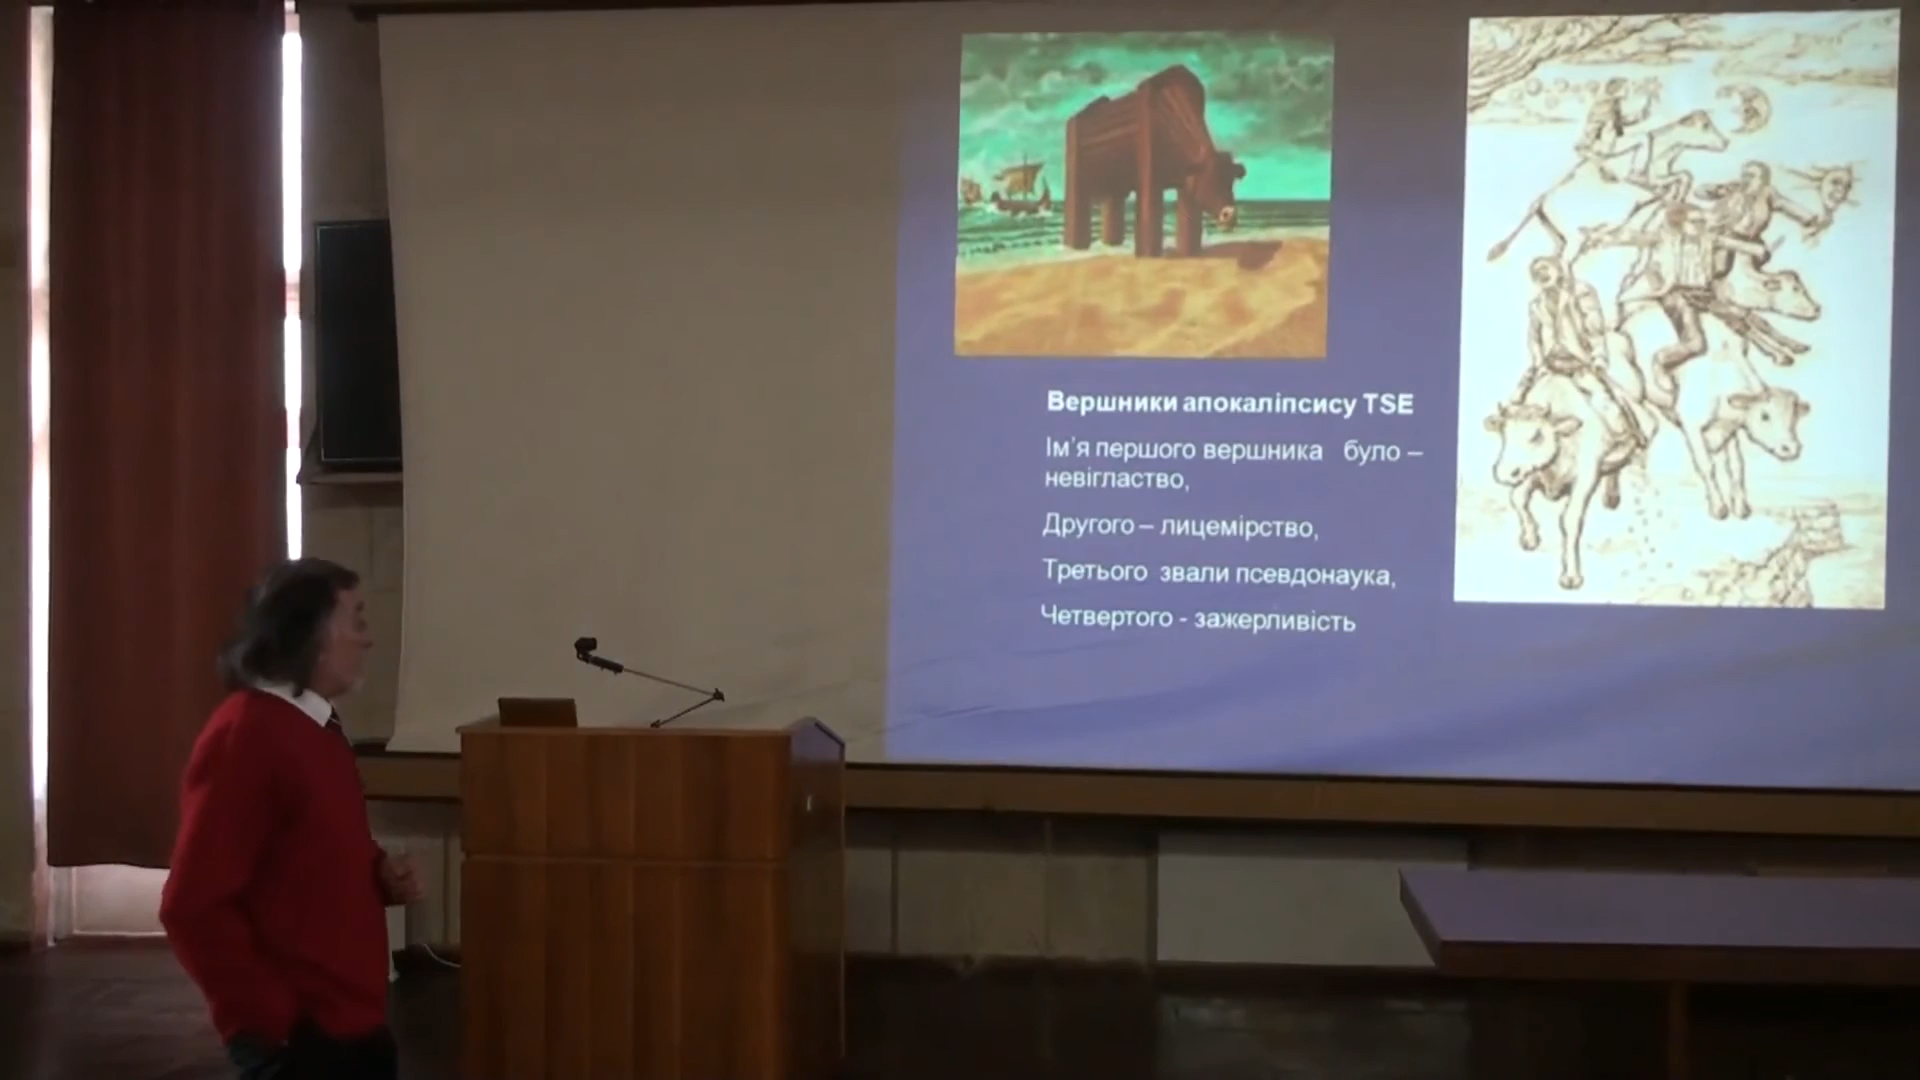 Вершники апокаліпсису TSE
Ім’я першого вершника було –
невігластво,
Другого – лицемірство,
Третього звали псевдонаука,
Четвертого - зажерливість